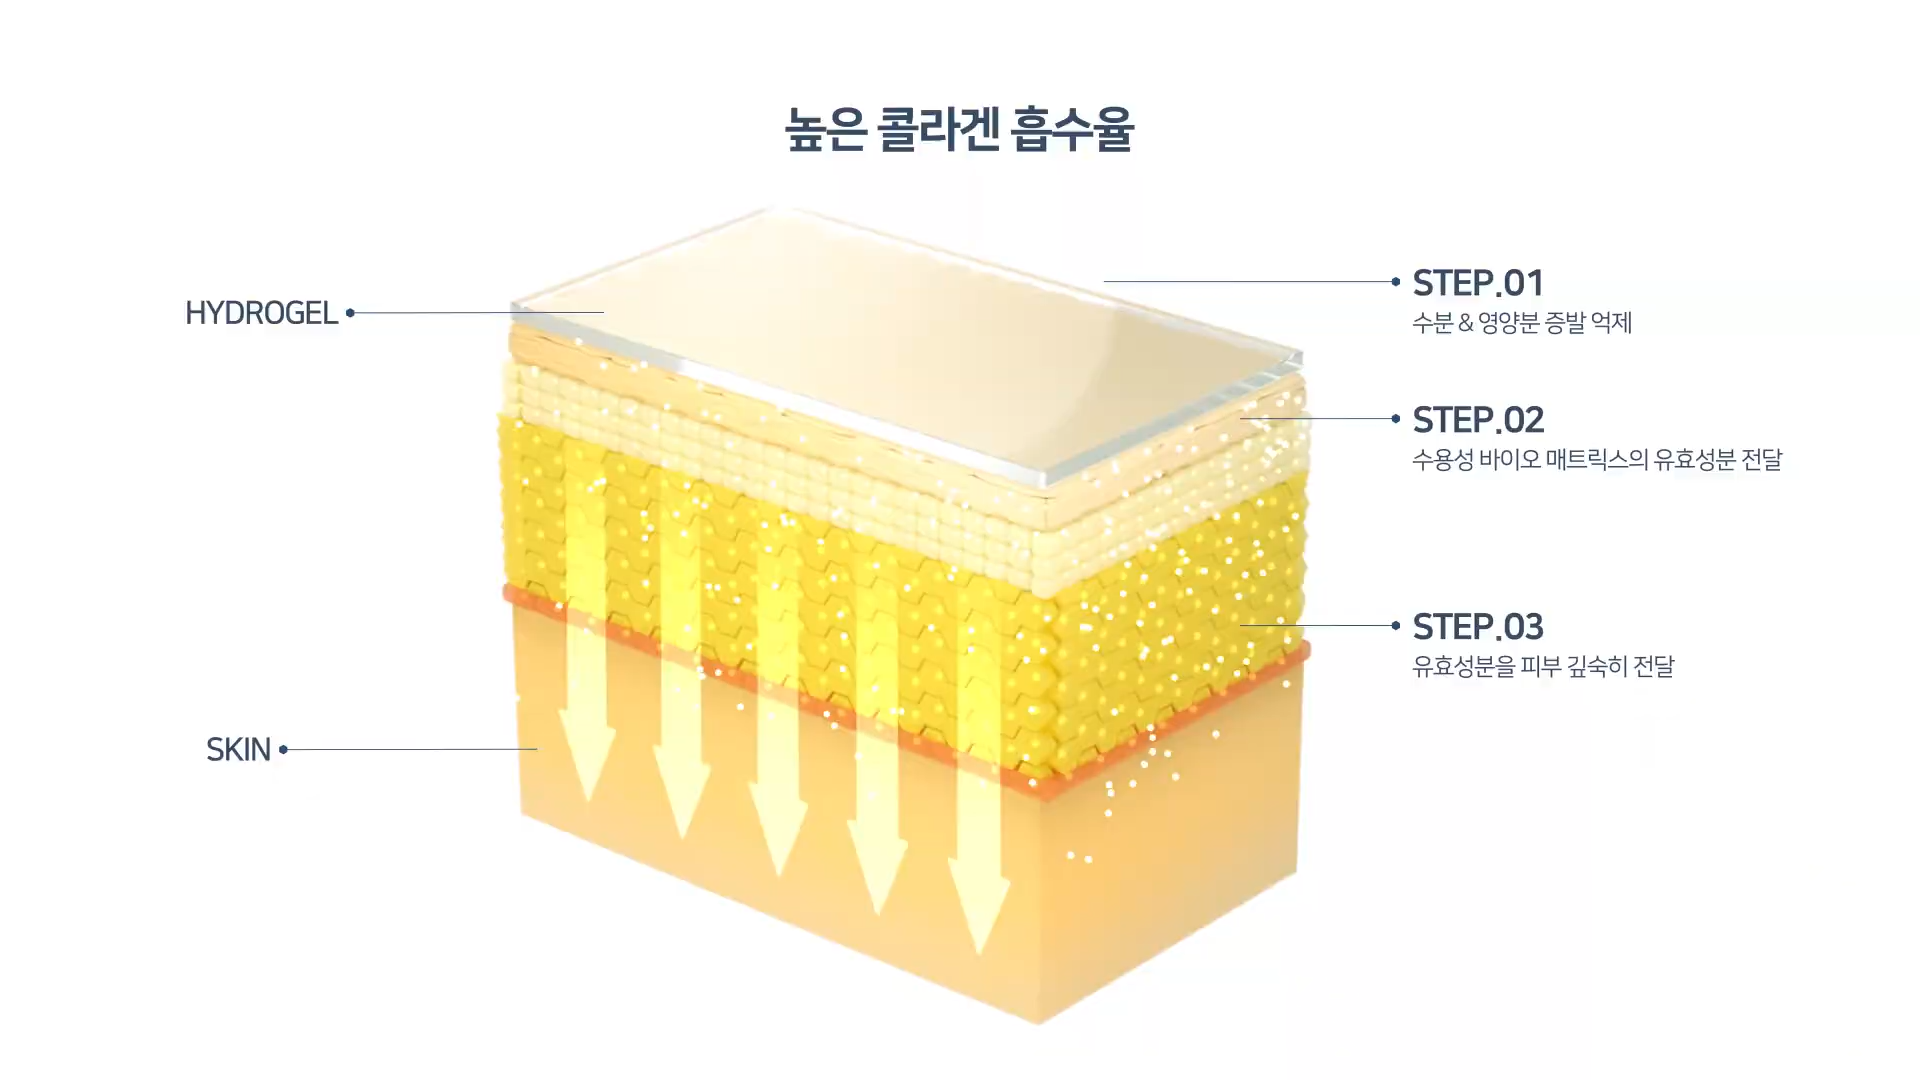 높은 콜라겐 흡수율
HYDROGEL
STEP.01
수분 & 영양분 증발 억제
STEP.02
수용성 바이오 매트릭스의 유효성분 전달
STEP.03
유효성분을 피부 깊숙히 전달
SKIN